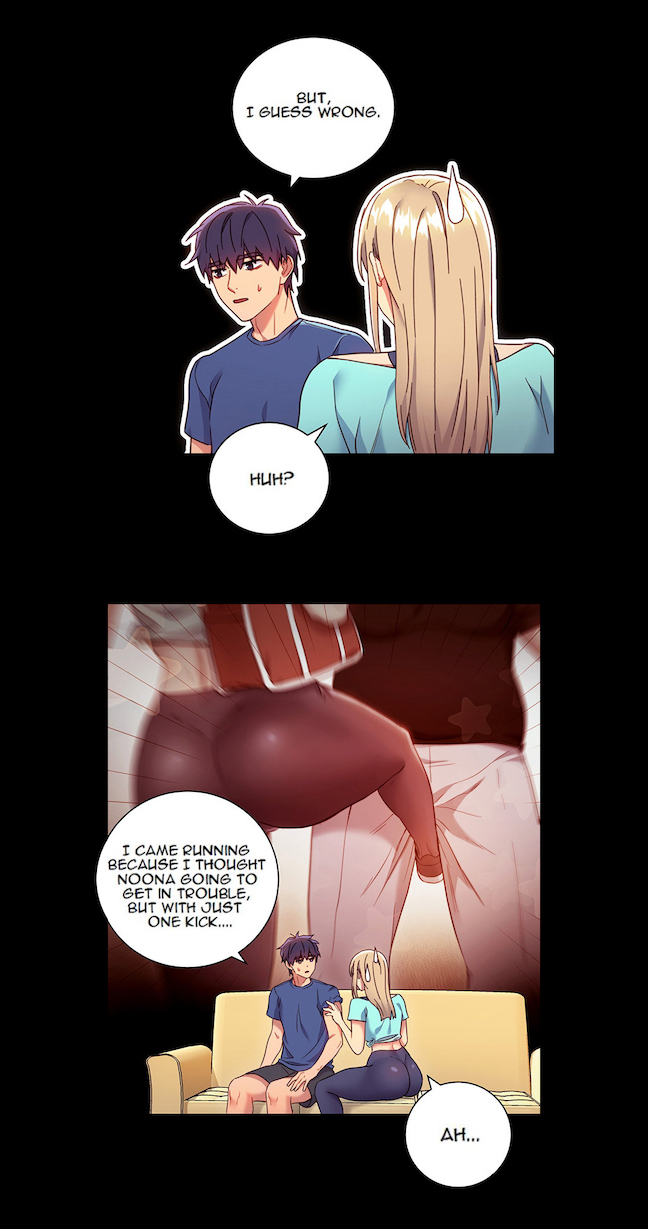 BUT,
I GUESS WRONG.
HUH?
I CAME RUNNING
BECAUSE I THOUGHT
NOONA GOING TO
GET IN TROUBLE,
BUT WITH JUST
ONE KICK....
AH...